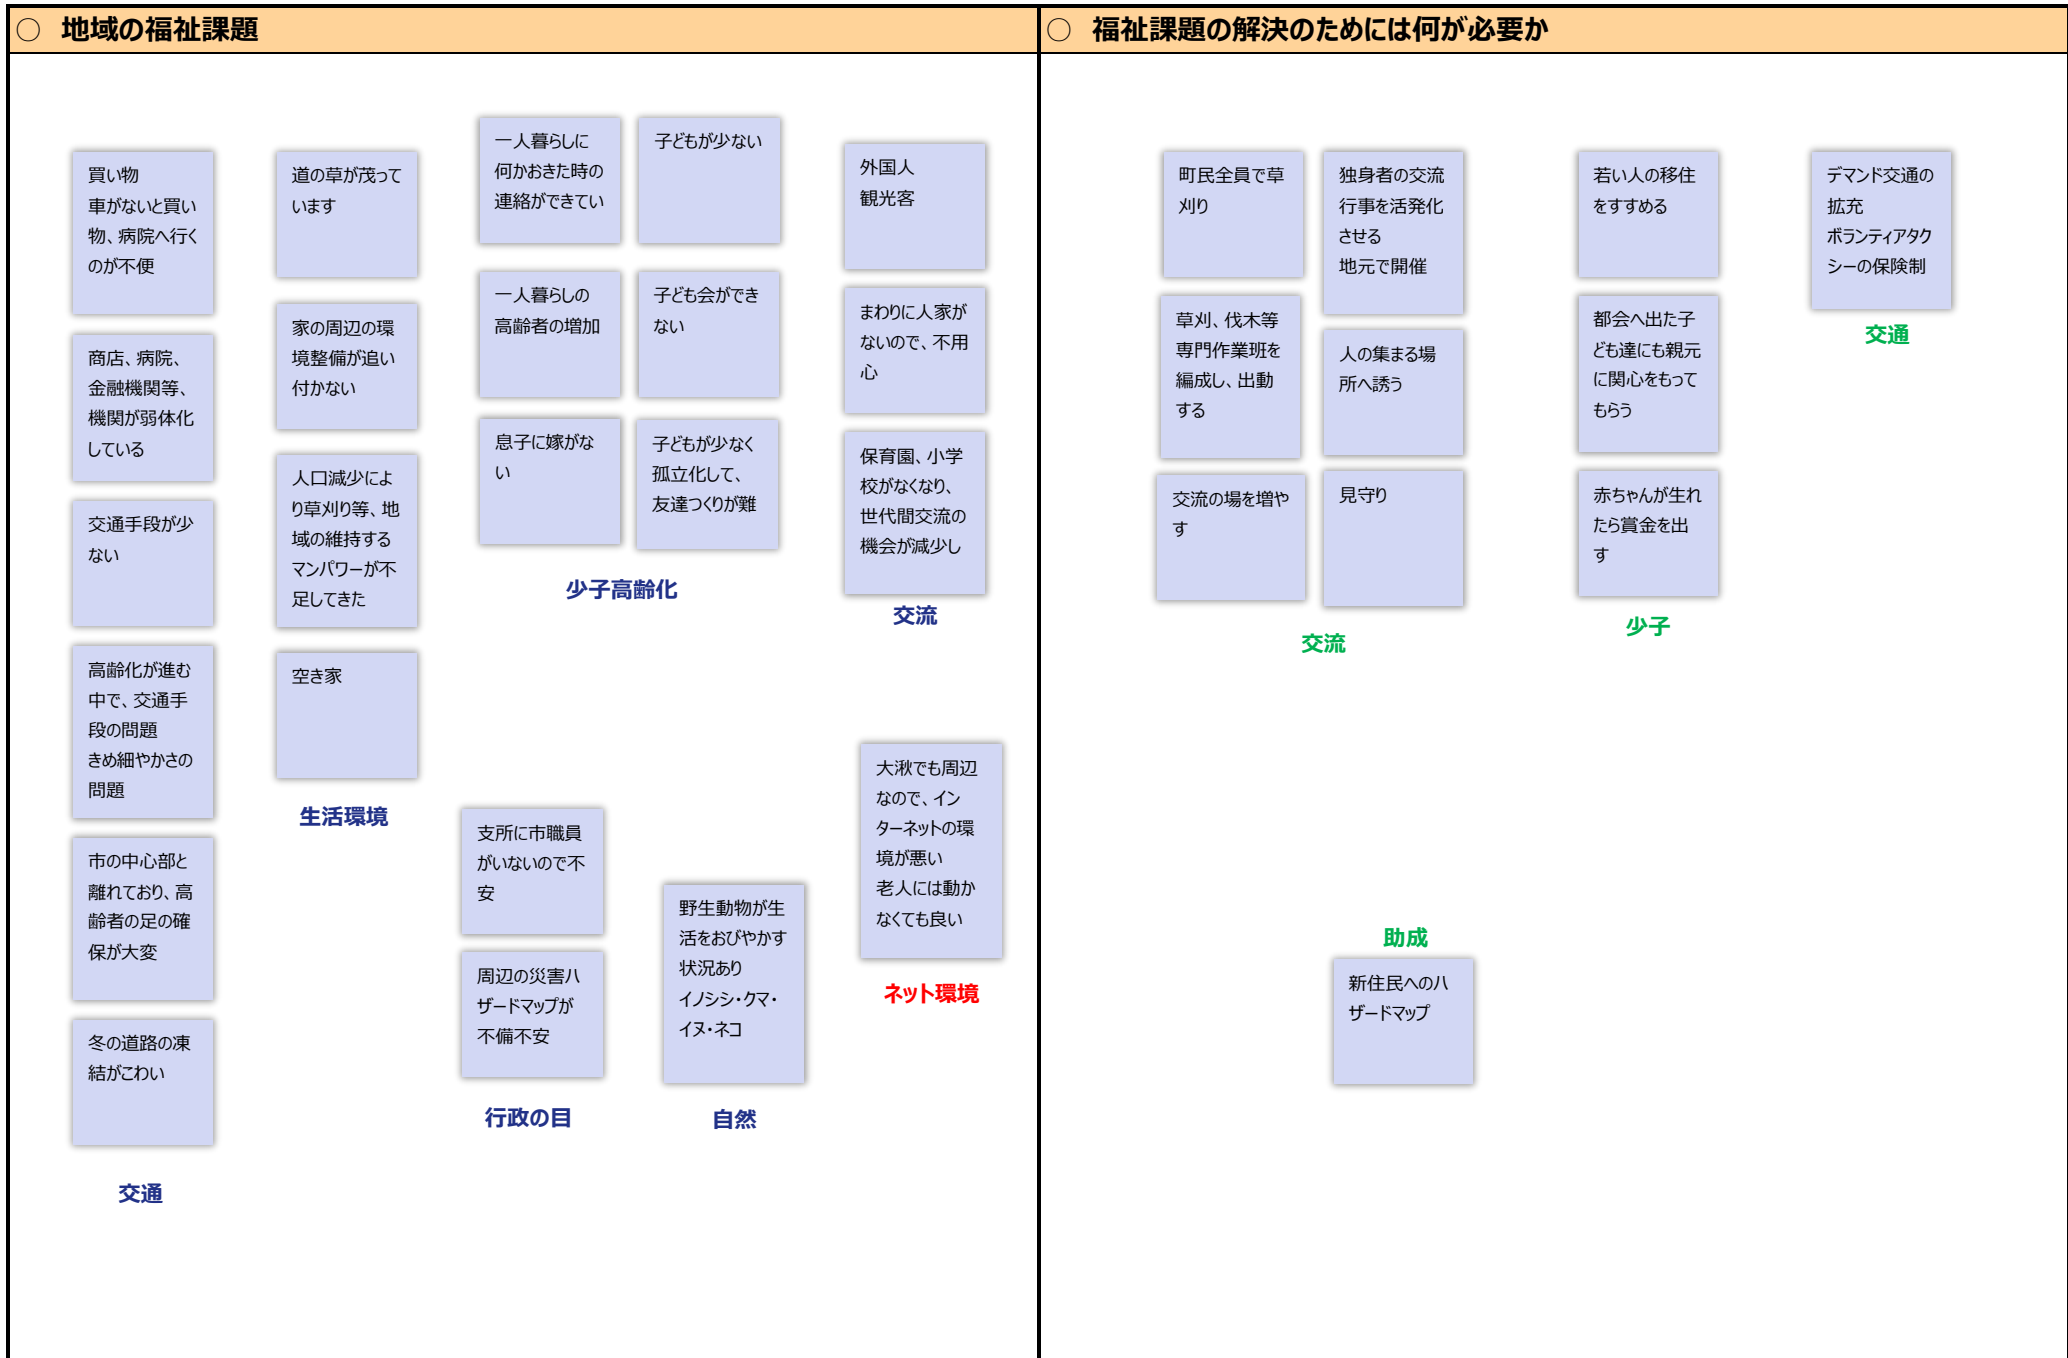 ○ 地域の福祉課題
買い物
車がないと買い
物、病院へ行く
のが不便
商店、病院、
金融機関等、
機関が弱体化
している
交通手段が少
ない
高齢化が進む
中で、交通手
段の問題
きめ細やかさの
問題
市の中心部と
離れており、高
齢者の足の確
保が大変
冬の道路の凍
結がこわい
交通
道の草が茂って
います
家の周辺の環
境整備が追い
付かない
人口減少によ
り草刈り等、地
域の維持する
マンパワーが不
足してきた
空き家
生活環境
一人暮らしに
何かおきた時の
連絡ができてい
一人暮らしの
高齢者の増加
息子に嫁がな
い
子どもが少ない
子ども会ができ
ない
子どもが少なく
孤立化して、
友達つくりが難
少子高齢化
外国人
観光客
まわりに人家が
ないので、不用
心
保育園、小学
校がなくなり、
世代間交流の
機会が減少し
交流
支所に市職員
がいないので不
安
周辺の災害ハ
ザードマップが
不備不安
行政の目
野生動物が生
活をおびやかす
状況あり
イノシシ・クマ・
イヌ・ネコ
自然
大湫でも周辺
なので、イン
ターネットの環
境が悪い
老人には動か
なくても良い
ネット環境
○ 福祉課題の解決のためには何が必要か
町民全員で草
刈り
草刈、伐木等
専門作業班を
編成し、出動
する
交流の場を増や
す
独身者の交流
行事を活発化
させる
地元で開催
人の集まる場
所へ誘う
見守り
交流
若い人の移住
をすすめる
都会へ出た子
ども達にも親元
に関心をもって
もらう
赤ちゃんが生れ
たら賞金を出
す
少子
デマンド交通の
拡充
ボランティアタク
シーの保険制
交通
助成
新住民へのハ
ザードマップ